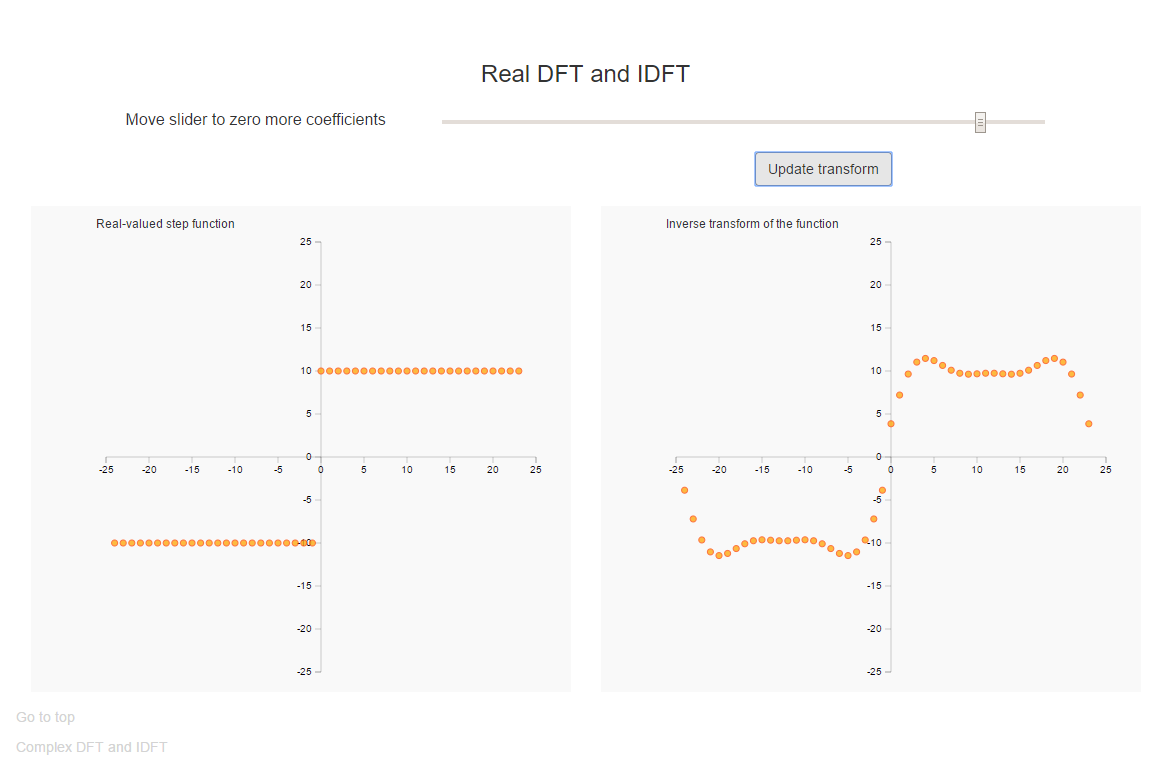 Real DFT and IDFT
Move slider to zero more coefficients
Update transform
Real-valued step function
25
20
15
10
5
0
-25 -20 -15 -10 -5 0 5 10 15 20 25
-5
-10
-15
-20
-25
Inverse transform of the function
25
20
15
10
5
0
-25 -20 -15 -10 -5 0 5 10 15 20 25
-5
-10
-15
-20
-25
Go to top
Complex DFT and IDFT